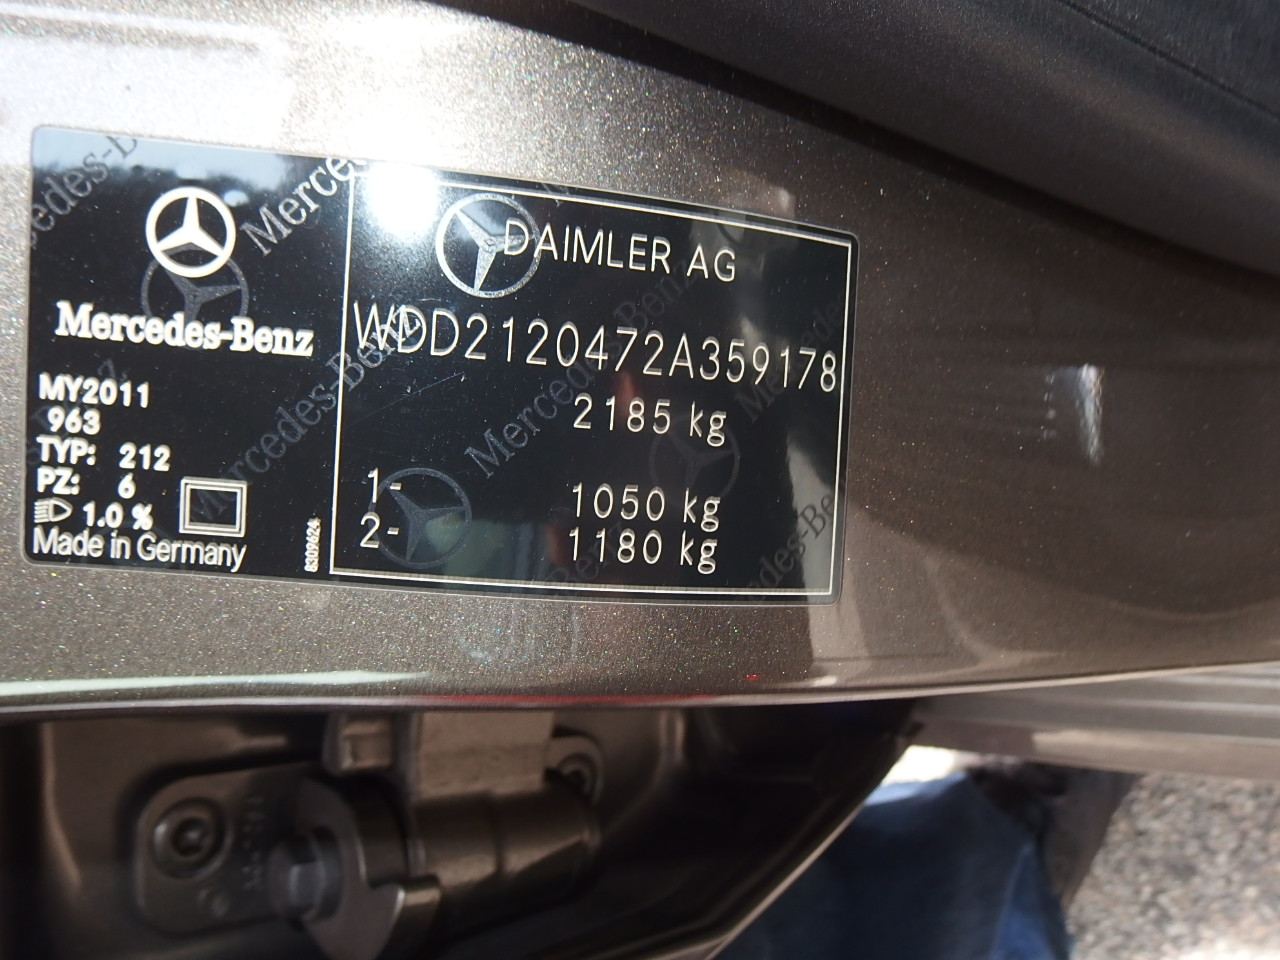 Mercedes-Benz
MY2011
963
TYP: 212
PZ: 6
1.0 %
Made in Germany
8309624
DAIMLER AG
WDD2120472A359178
2185 kg
1- 1050 kg
2- 1180 kg